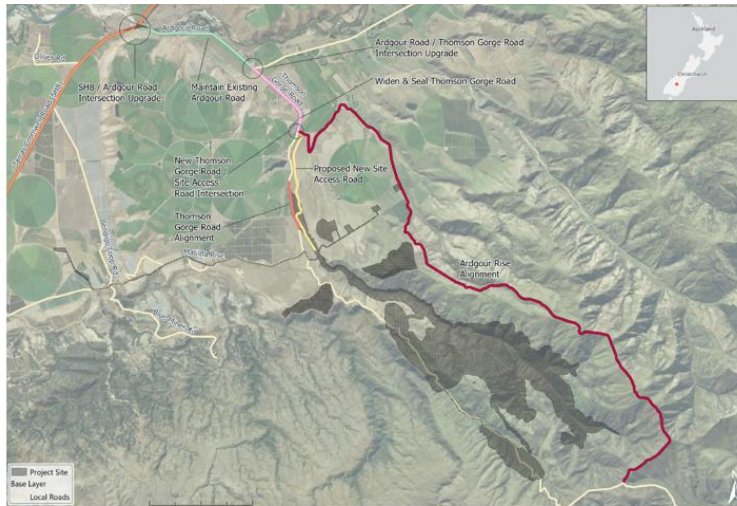 Ardgour Road
Auckland
Christchurch
Ardgour Road / Thomson Gorge Road
Intersection Upgrade
SH8 / Ardgour Road
Intersection Upgrade
Maintain Existing
Ardgour Road
Thomson
Gorge Road
Widen & Seal Thomson Gorge Road
New Thomson
Gorge Road
Site Access
Road Intersection
Proposed New Site
Access Road
Thomson
Gorge Road
Alignment
Matilda Rise
Ardgour Rise
Alignment
Project Site
Base Layer
Local Roads